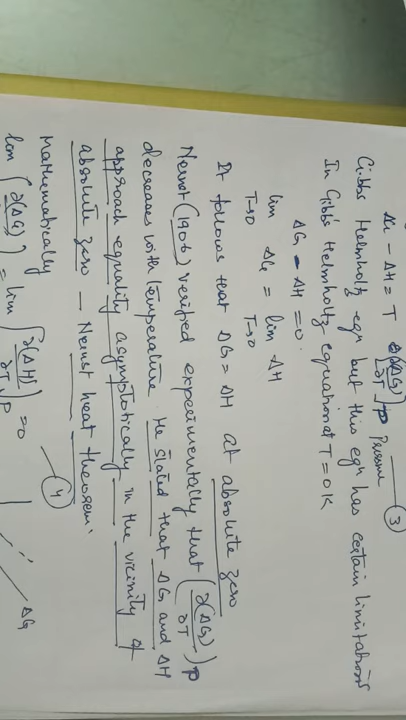 ΔG - ΔH = T [∂(ΔG)/∂T]p Pressure — ③
Gibbs Helmholtz eqn but this eqn has certain limitations
In Gibbs Helmholtz equation at T = 0K
ΔG - ΔH = 0.
lim T→0 ΔG = lim T→0 ΔH
It follows that ΔG = ΔH at absolute zero
Nernst (1906) verified experimentally that (∂(ΔG)/∂T)p
decreases with temperature. He stated that ΔG and ΔH
approach equality asymptotically in the vicinity of
absolute zero — Nernst heat theorem.
Mathematically — ④
lim [∂(ΔG)/∂T]p = lim [∂(ΔH)/∂T]p = 0
ΔG